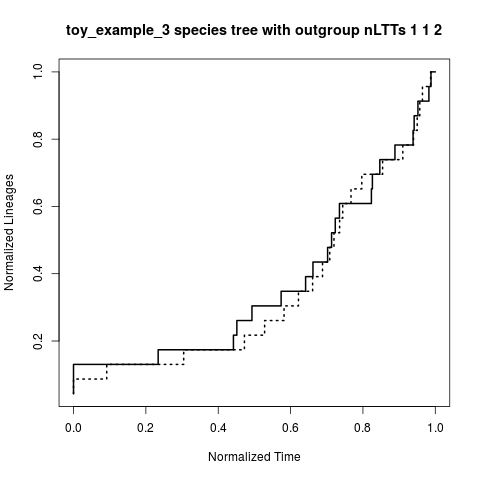 toy_example_3 species tree with outgroup nLTTs 1 1 2
Normalized Lineages
1.0
0.8
0.6
0.4
0.2
0.0 0.2 0.4 0.6 0.8 1.0
Normalized Time